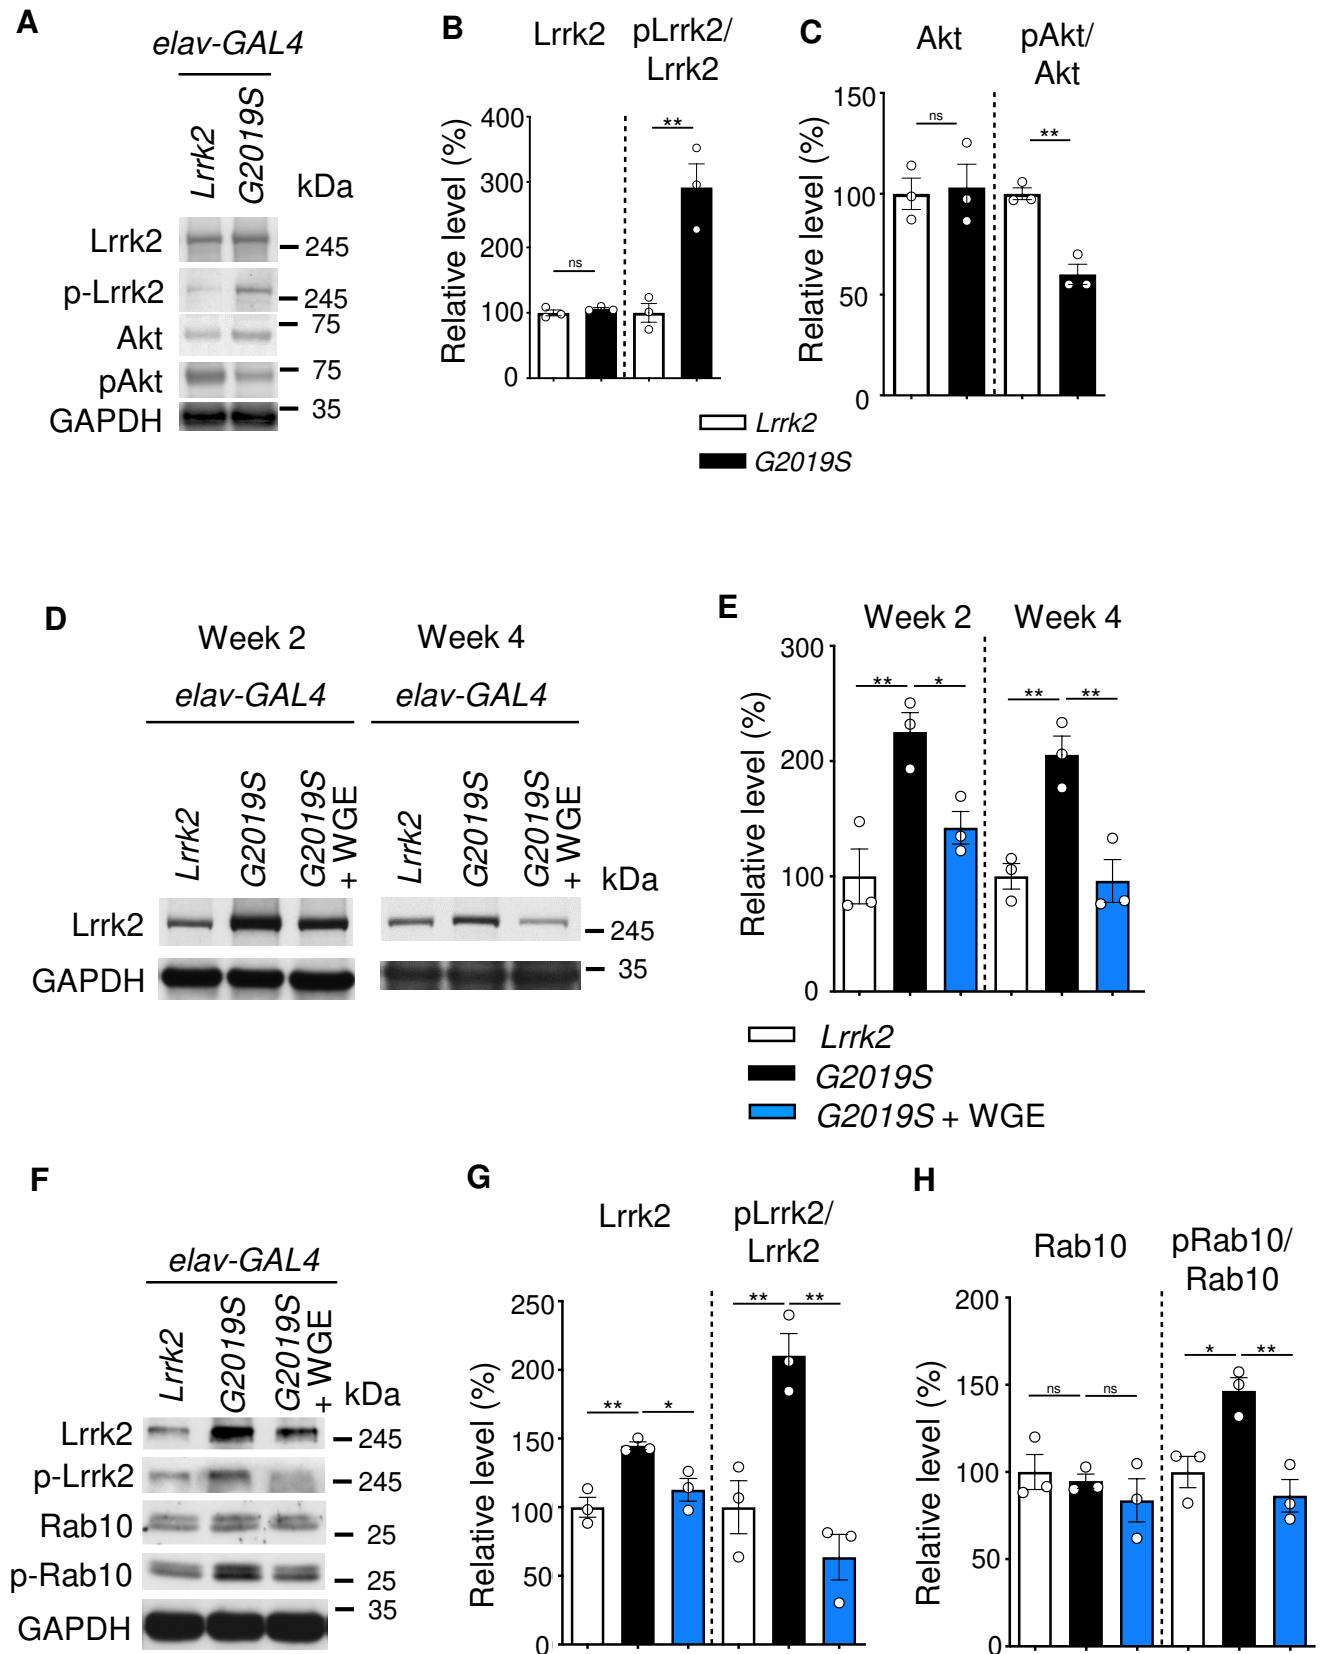 A
elav-GAL4
Lrrk2
G2019S
kDa
Lrrk2
245
p-Lrrk2
245
Akt
75
pAkt
75
GAPDH
35
B
Lrrk2
pLrrk2/
Lrrk2
Relative level (%)
400
300
200
100
0
ns
**
C
Akt
pAkt/
Akt
Relative level (%)
150
100
50
0
ns
**
Lrrk2
G2019S
D
Week 2
Week 4
elav-GAL4
elav-GAL4
Lrrk2
G2019S
G2019S
+ WGE
Lrrk2
G2019S
G2019S
+ WGE
kDa
Lrrk2
245
GAPDH
35
E
Week 2
Week 4
Relative level (%)
300
200
100
0
**
*
**
**
Lrrk2
G2019S
G2019S + WGE
F
elav-GAL4
Lrrk2
G2019S
G2019S
+ WGE
kDa
Lrrk2
245
p-Lrrk2
245
Rab10
25
p-Rab10
25
GAPDH
35
G
Lrrk2
pLrrk2/
Lrrk2
Relative level (%)
250
200
150
100
50
0
**
*
**
**
H
Rab10
pRab10/
Rab10
Relative level (%)
200
150
100
50
0
ns
ns
*
**